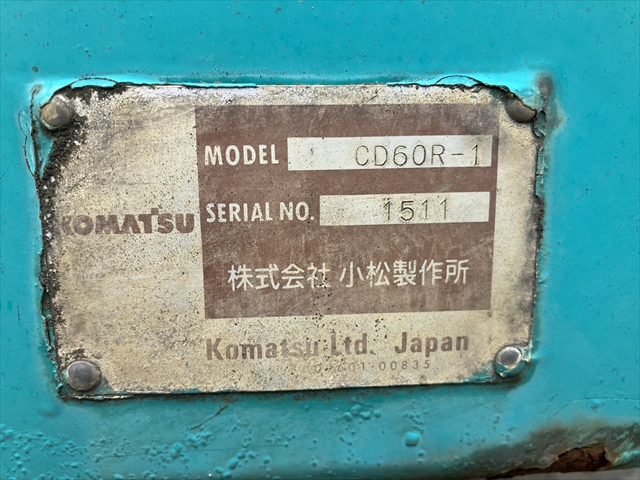 MODEL CD60R-1
KOMATSU
SERIAL NO. 1511
株式会社 小松製作所
Komatsu Ltd. Japan